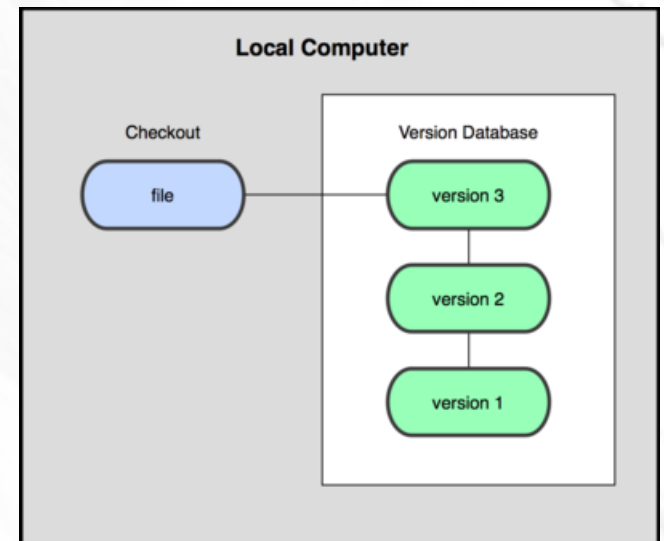 Local Computer
Checkout
Version Database
file
version 3
version 2
version 1